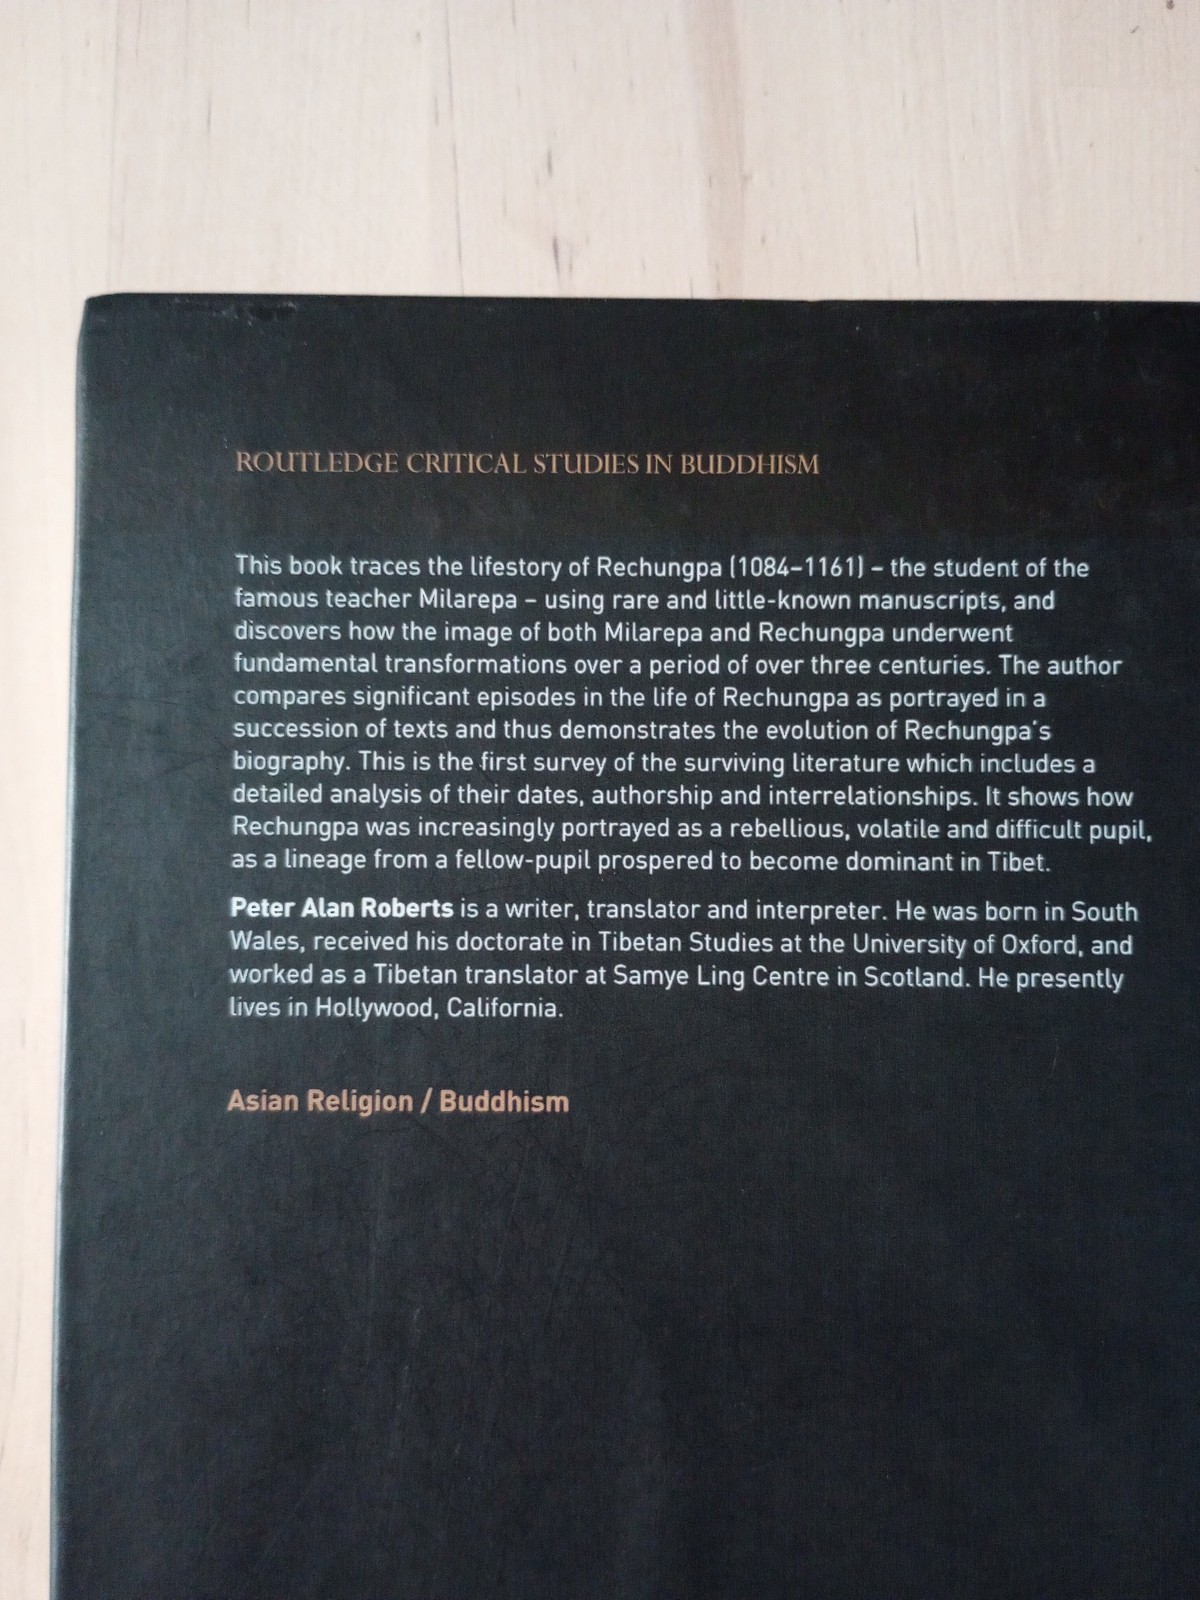 ROUTLEDGE CRITICAL STUDIES IN BUDDHISM
This book traces the lifestory of Rechungpa (1084–1161) – the student of the
famous teacher Milarepa – using rare and little-known manuscripts, and
discovers how the image of both Milarepa and Rechungpa underwent
fundamental transformations over a period of over three centuries. The author
compares significant episodes in the life of Rechungpa as portrayed in a
succession of texts and thus demonstrates the evolution of Rechungpa's
biography. This is the first survey of the surviving literature which includes a
detailed analysis of their dates, authorship and interrelationships. It shows how
Rechungpa was increasingly portrayed as a rebellious, volatile and difficult pupil,
as a lineage from a fellow-pupil prospered to become dominant in Tibet.
Peter Alan Roberts is a writer, translator and interpreter. He was born in South
Wales, received his doctorate in Tibetan Studies at the University of Oxford, and
worked as a Tibetan translator at Samye Ling Centre in Scotland. He presently
lives in Hollywood, California.
Asian Religion / Buddhism